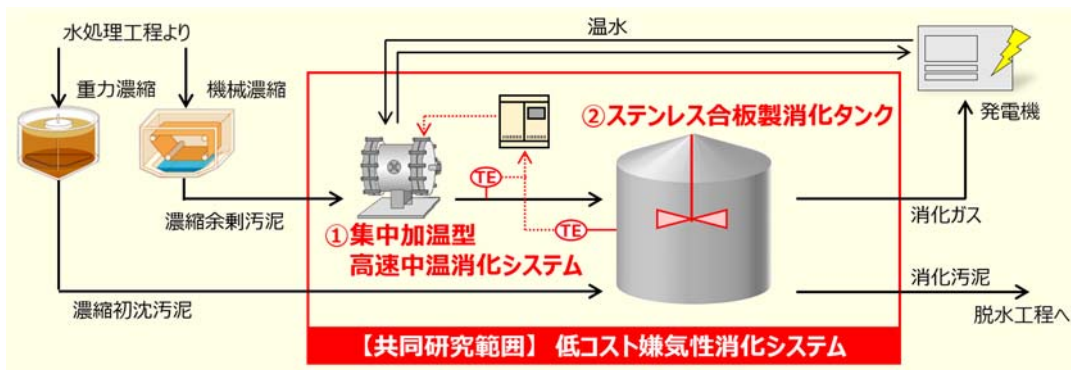 水処理工程より
温水
重力濃縮
機械濃縮
発電機
②ステンレス合板製消化タンク
TE
TE
濃縮余剰汚泥
消化ガス
①集中加温型
高速中温消化システム
消化汚泥
濃縮初沈汚泥
脱水工程へ
【共同研究範囲】 低コスト嫌気性消化システム